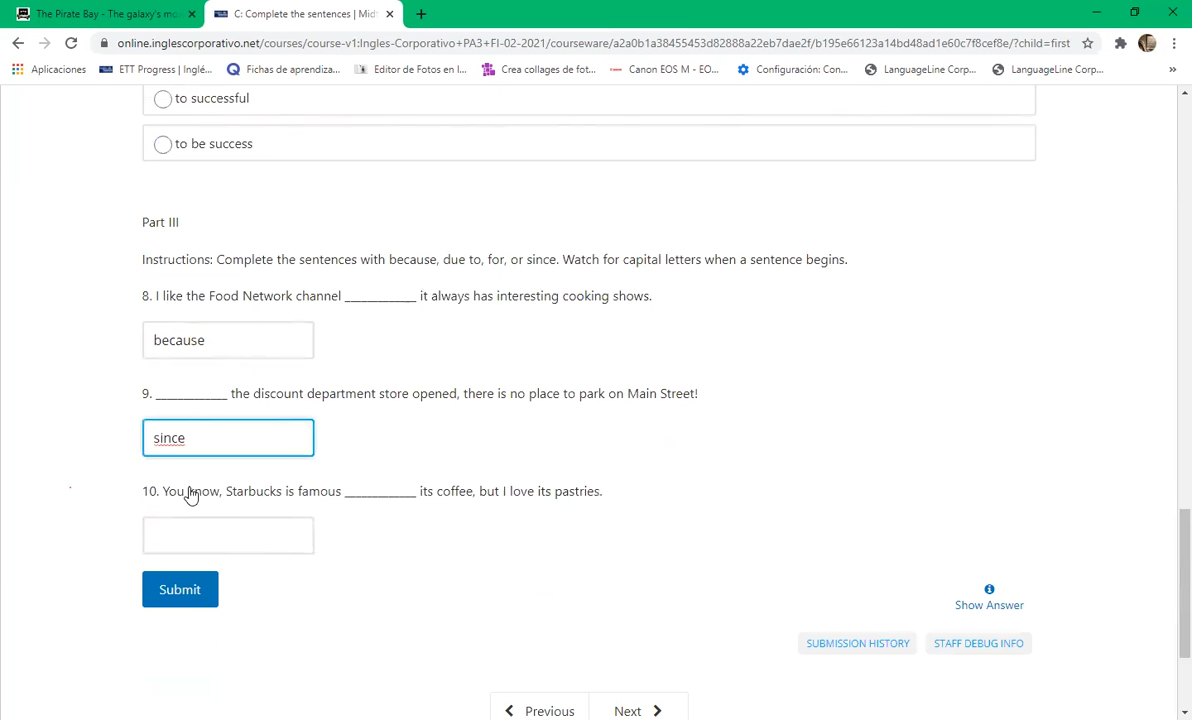 The Pirate Bay - The galaxy's mos
C: Complete the sentences | Midt
online.inglescorporativo.net/courses/course-v1:Ingles-Corporativo+PA3+FI-02-2021/courseware/a2a0b1a38455453d82888a22eb7dae2f/b195e66123a14bd48ad1e60c7f8cef8e/?child=first
Aplicaciones ETT Progress | Inglé... Fichas de aprendiza... Editor de Fotos en l... Crea collages de fot... Canon EOS M - EO... Configuración: Con... LanguageLine Corp... LanguageLine Corp... »
to successful
to be success
Part III
Instructions: Complete the sentences with because, due to, for, or since. Watch for capital letters when a sentence begins.
8. I like the Food Network channel ____________ it always has interesting cooking shows.
because
9. ____________ the discount department store opened, there is no place to park on Main Street!
since
10. You know, Starbucks is famous ____________ its coffee, but I love its pastries.
Submit
Show Answer
SUBMISSION HISTORY STAFF DEBUG INFO
Previous Next